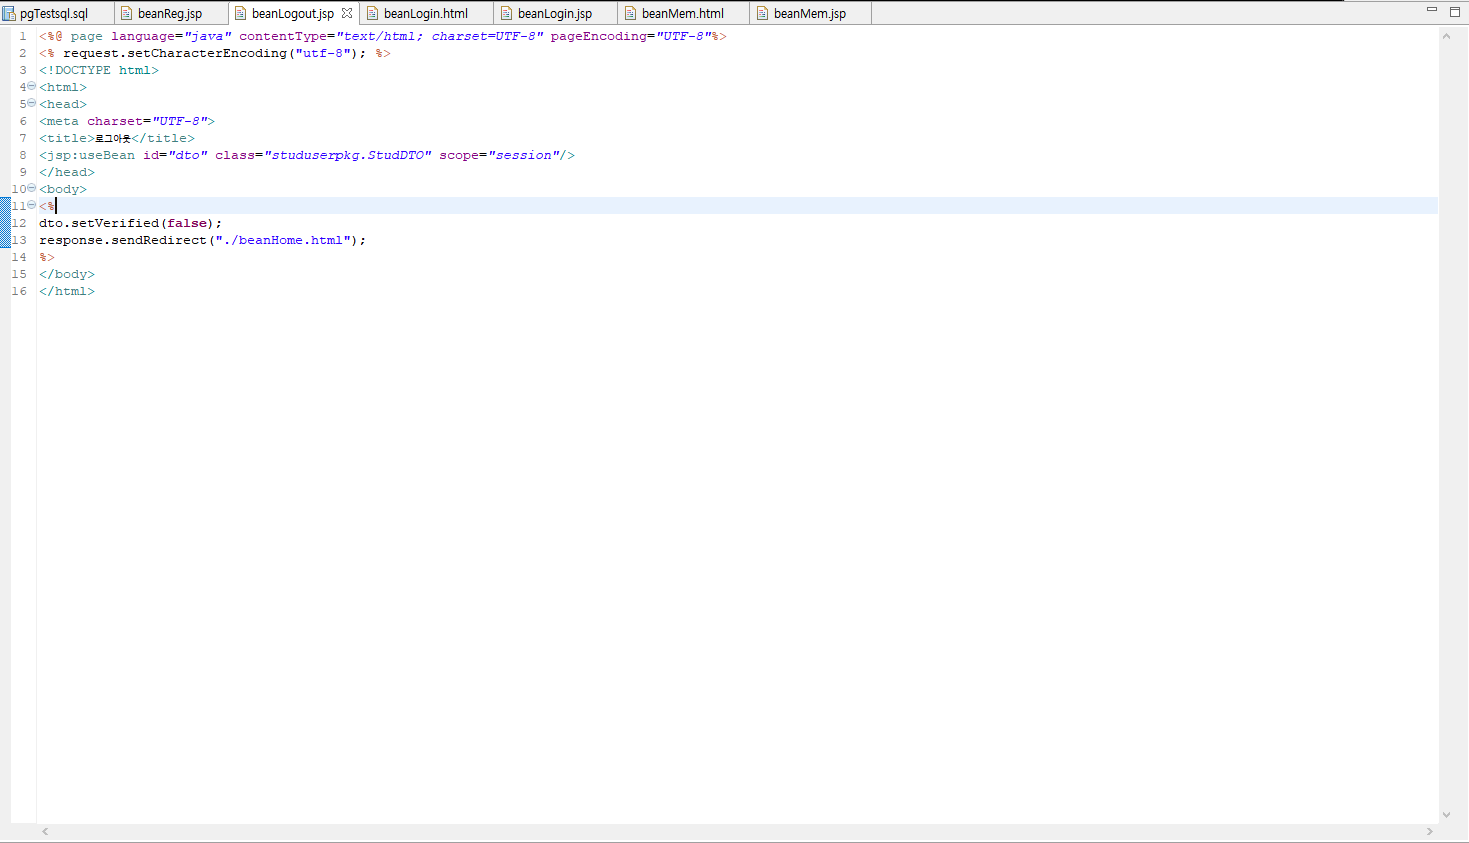 pgTestsql.sql beanReg.jsp beanLogout.jsp beanLogin.html beanLogin.jsp beanMem.html beanMem.jsp
1 <%@ page language="java" contentType="text/html; charset=UTF-8" pageEncoding="UTF-8"%>
2 <% request.setCharacterEncoding("utf-8"); %>
3 <!DOCTYPE html>
4 <html>
5 <head>
6 <meta charset="UTF-8">
7 <title>로그아웃</title>
8 <jsp:useBean id="dto" class="studuserpkg.StudDTO" scope="session"/>
9 </head>
10 <body>
11 <%
12 dto.setVerified(false);
13 response.sendRedirect("./beanHome.html");
14 %>
15 </body>
16 </html>